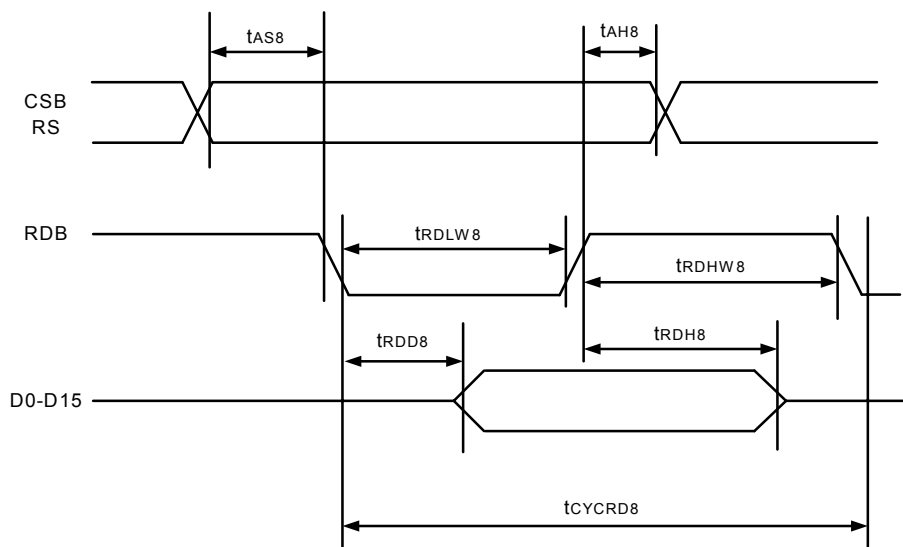 tAS8
tAH8
CSB
RS
RDB
tRDLW8
tRDHW8
tRDD8
tRDH8
D0-D15
tCYCRD8